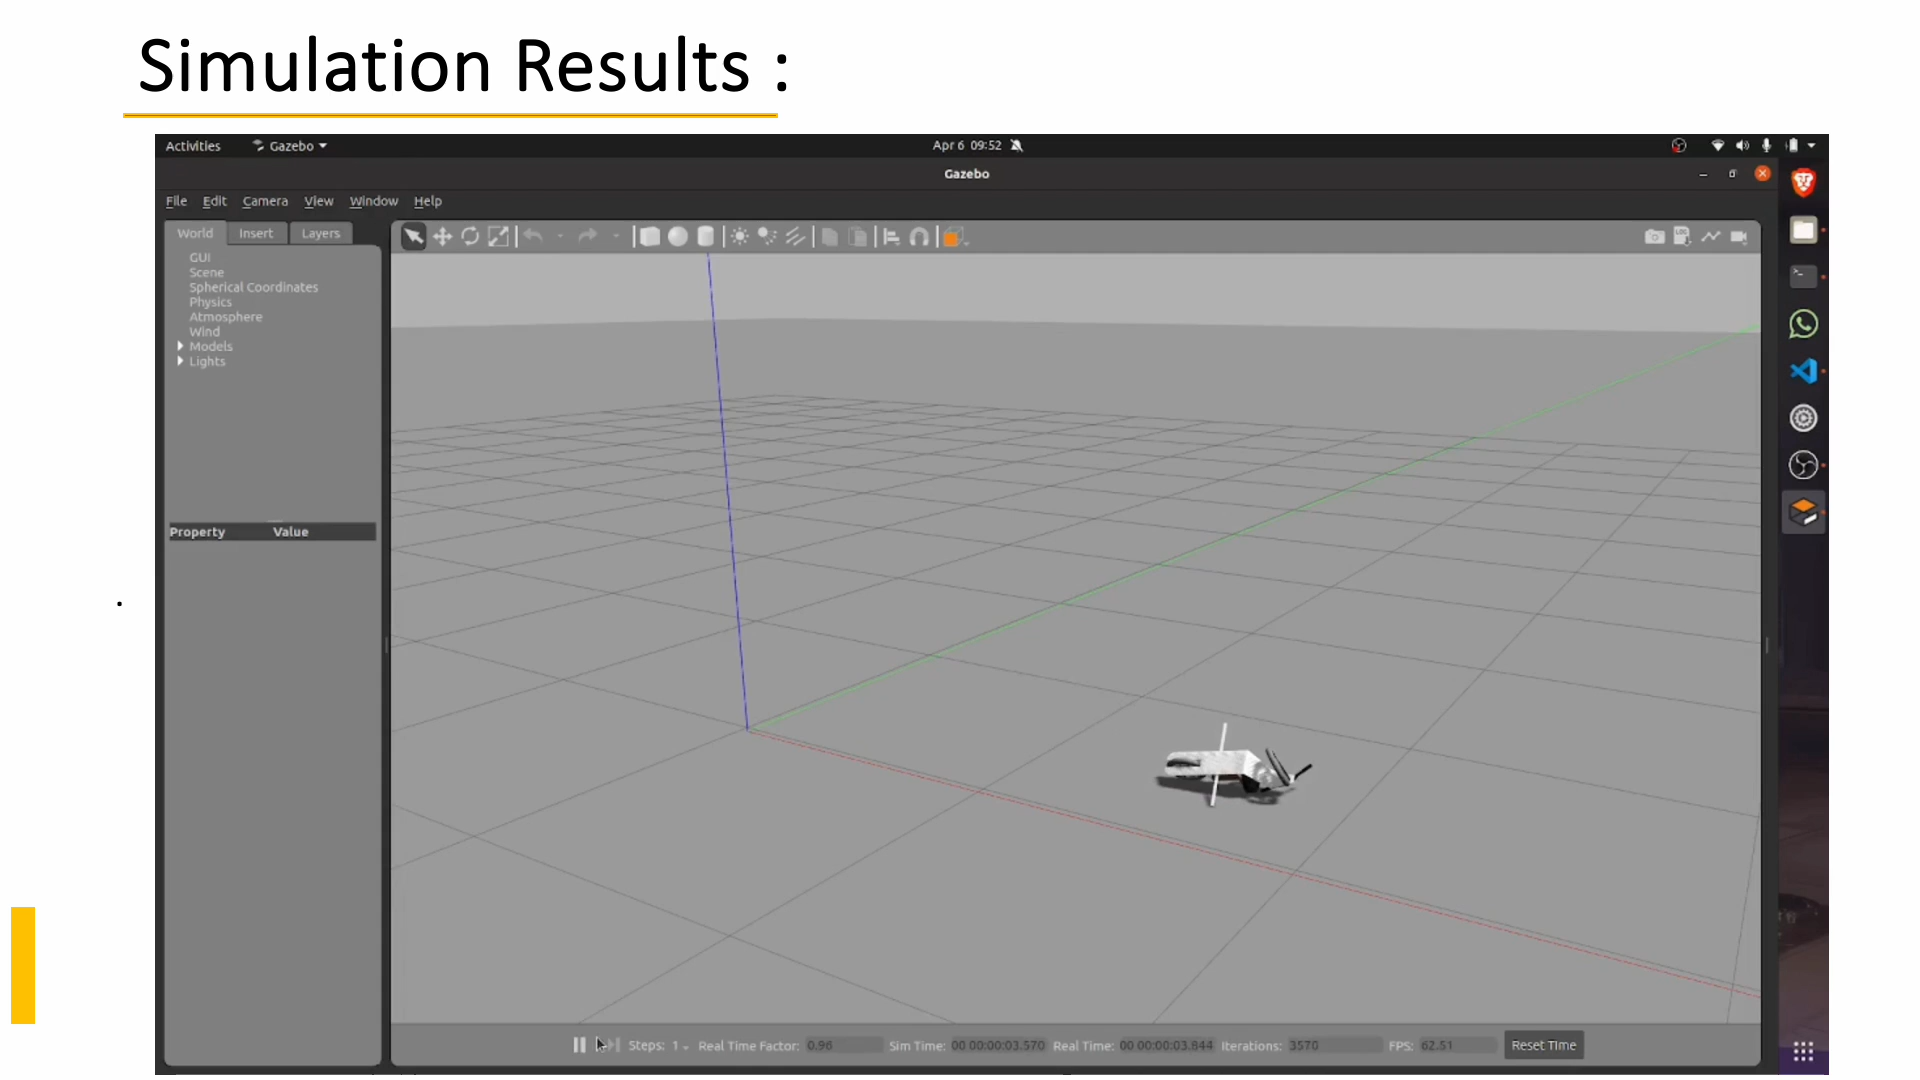 Simulation Results :
Activities Gazebo Apr 6 09:52
Gazebo
File Edit Camera View Window Help
World Insert Layers
GUI
Scene
Spherical Coordinates
Physics
Atmosphere
Wind
Models
Lights
Property Value
.
Steps: 1 Real Time Factor: 0.96 Sim Time: 00 00:00:03.570 Real Time: 00 00:00:03.844 Iterations: 3570 FPS: 62.51 Reset Time